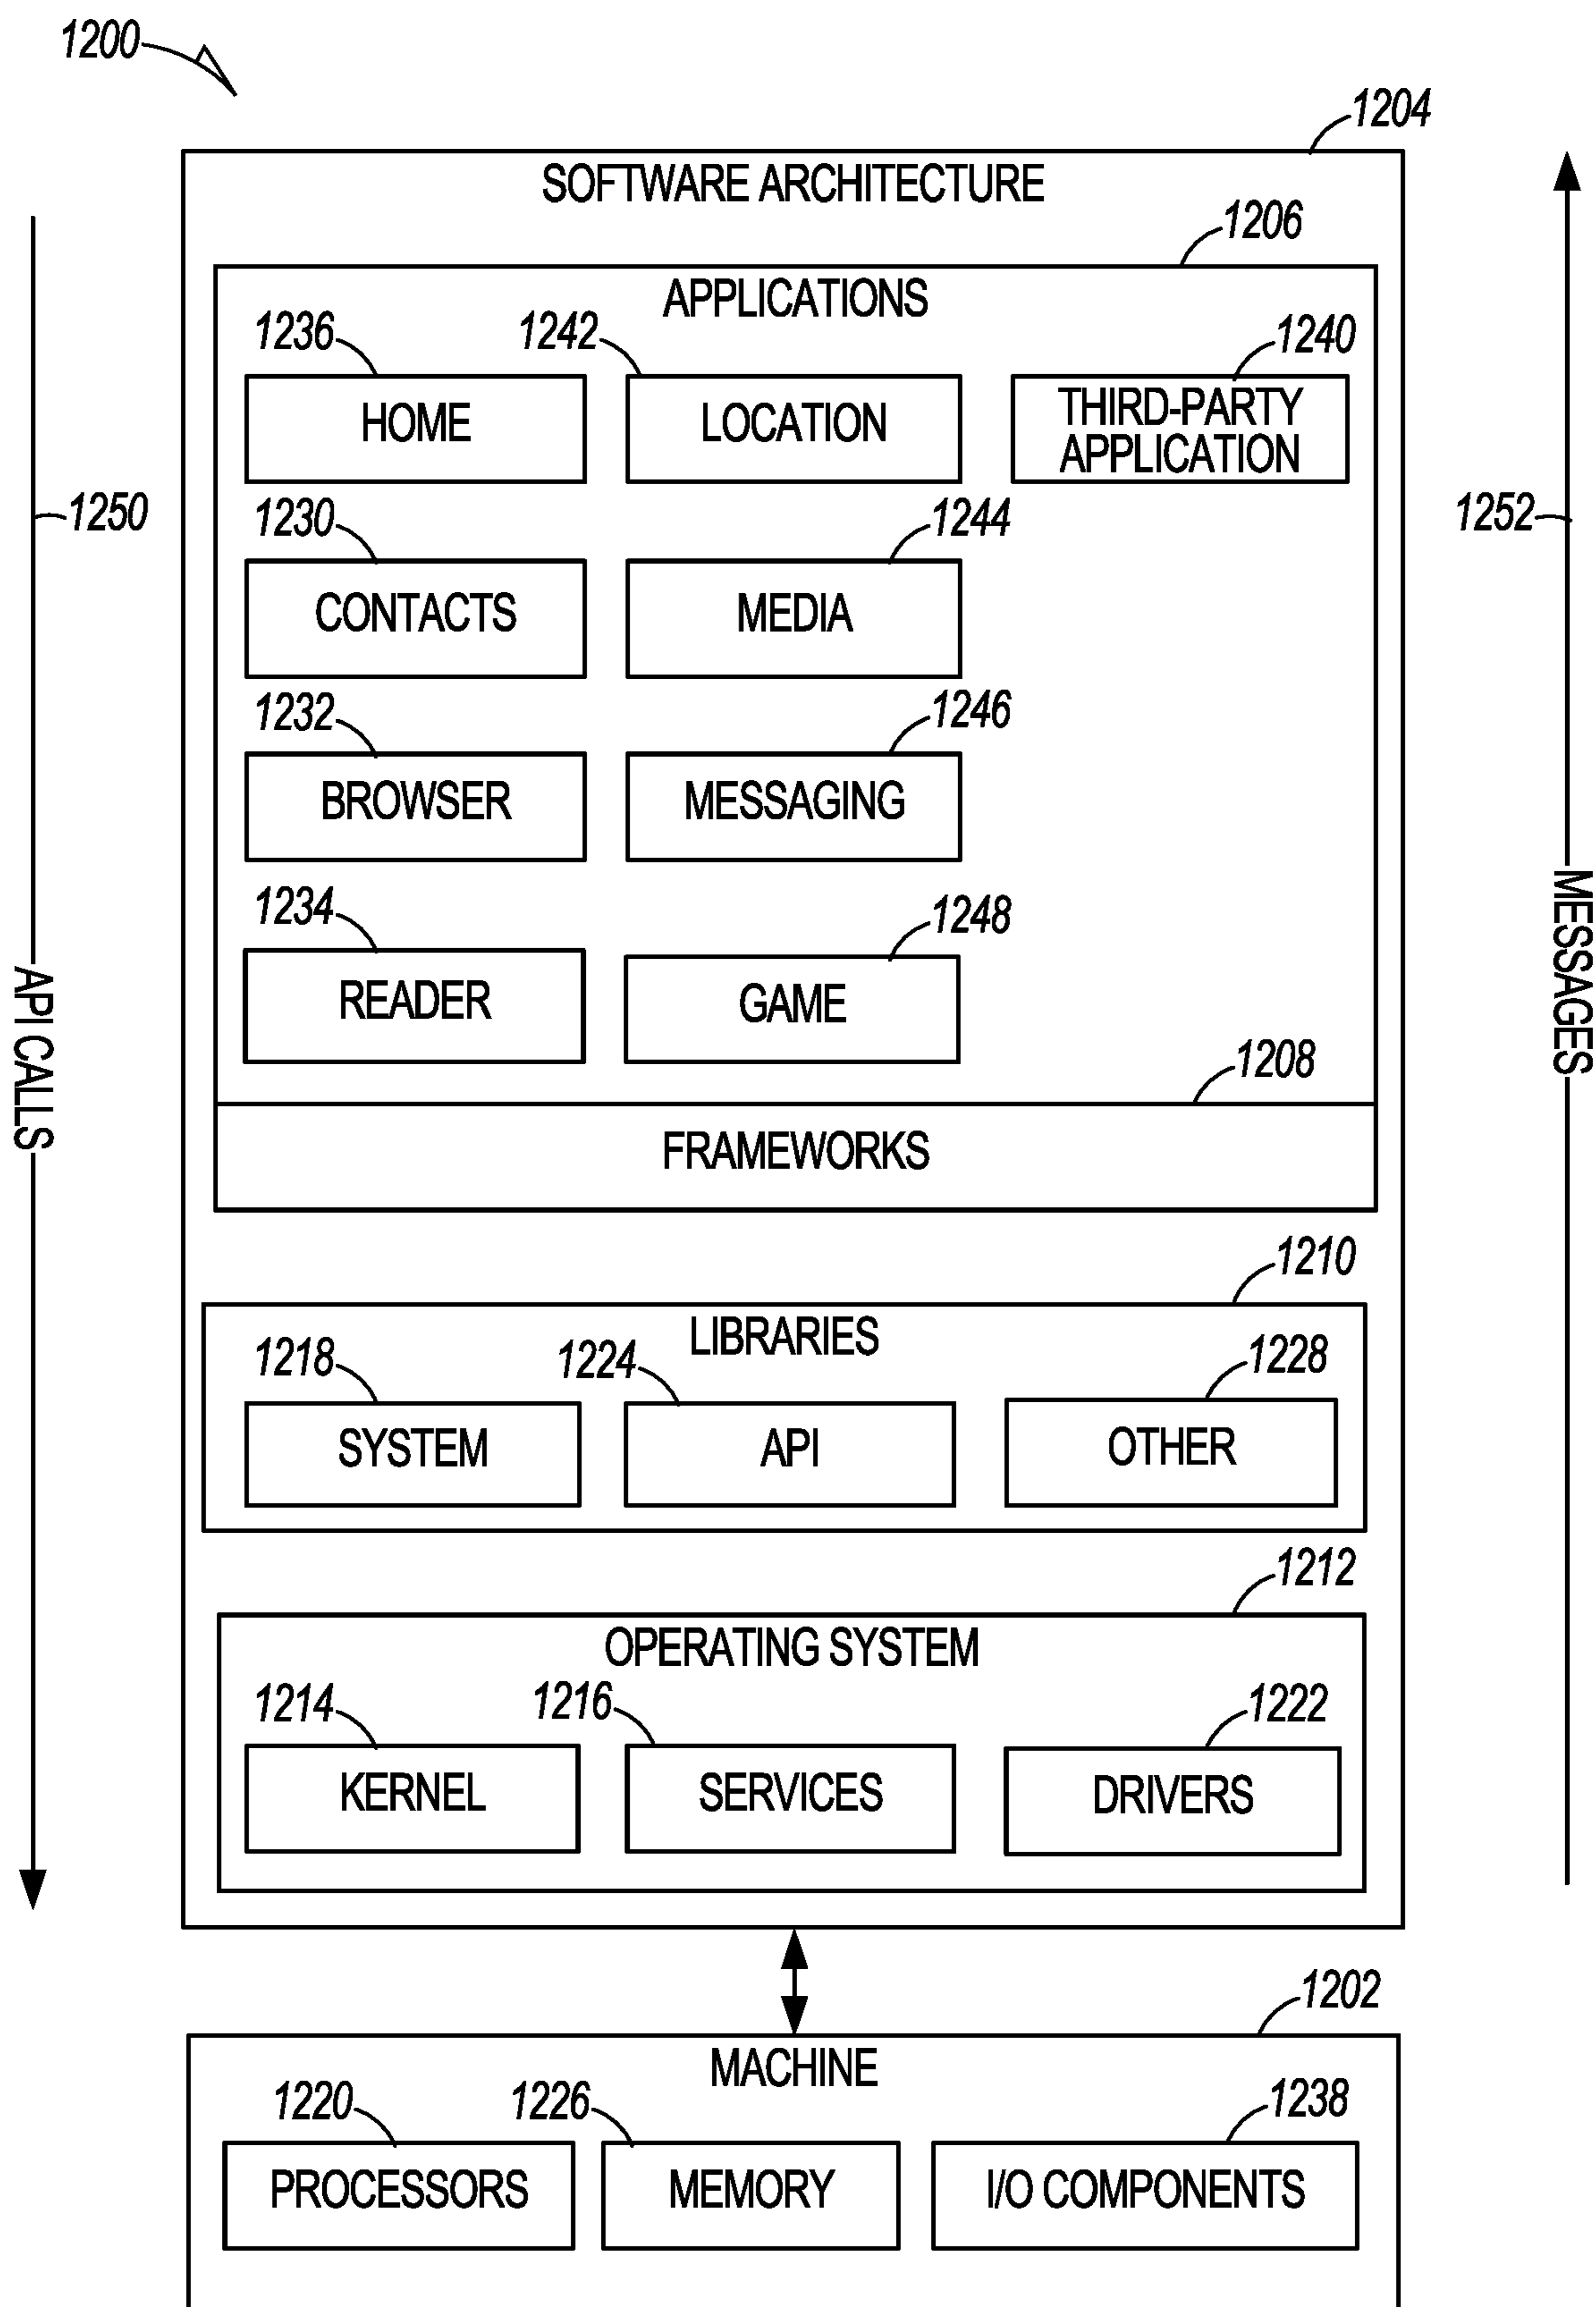 1200
1204
SOFTWARE ARCHITECTURE
1206
APPLICATIONS
1236
1242
1240
HOME
LOCATION
THIRD-PARTY
APPLICATION
1250
1252
1230
1244
CONTACTS
MEDIA
1232
1246
BROWSER
MESSAGING
1234
1248
READER
GAME
API CALLS
MESSAGES
1208
FRAMEWORKS
1210
LIBRARIES
1218
1224
1228
SYSTEM
API
OTHER
1212
OPERATING SYSTEM
1214
1216
1222
KERNEL
SERVICES
DRIVERS
1202
MACHINE
1220
1226
1238
PROCESSORS
MEMORY
I/O COMPONENTS